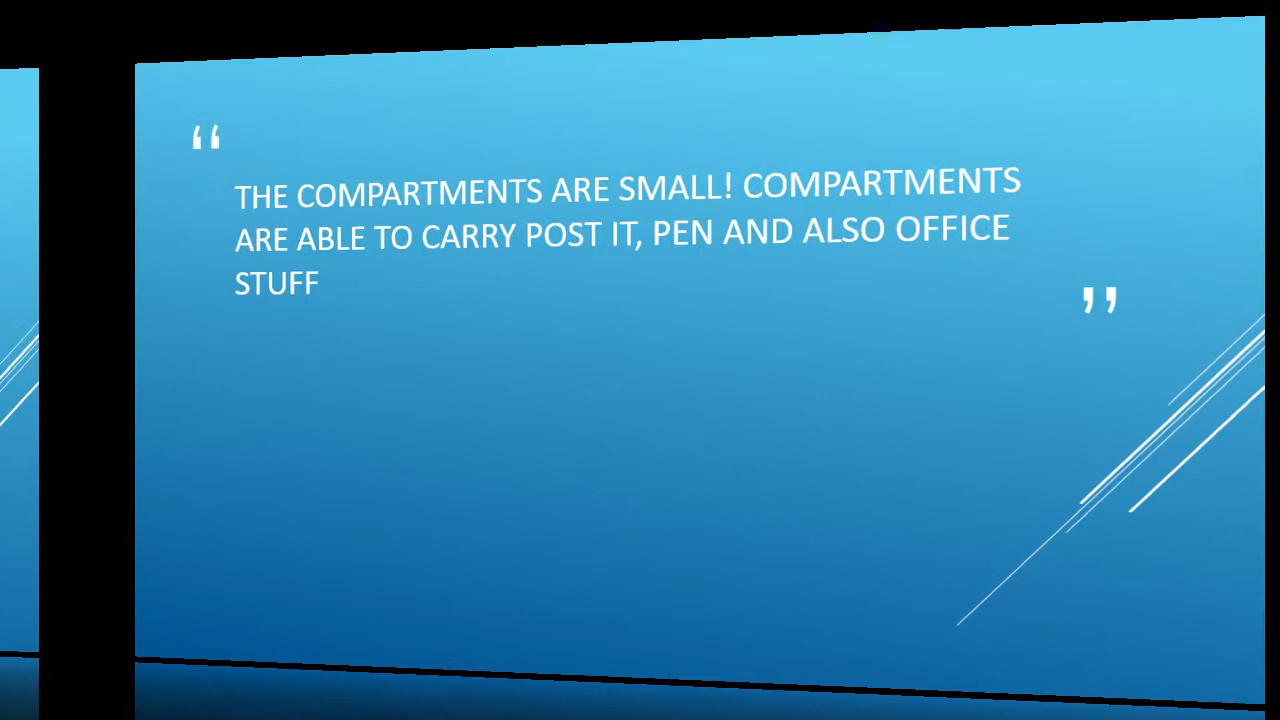 “
THE COMPARTMENTS ARE SMALL! COMPARTMENTS
ARE ABLE TO CARRY POST IT, PEN AND ALSO OFFICE
STUFF
”